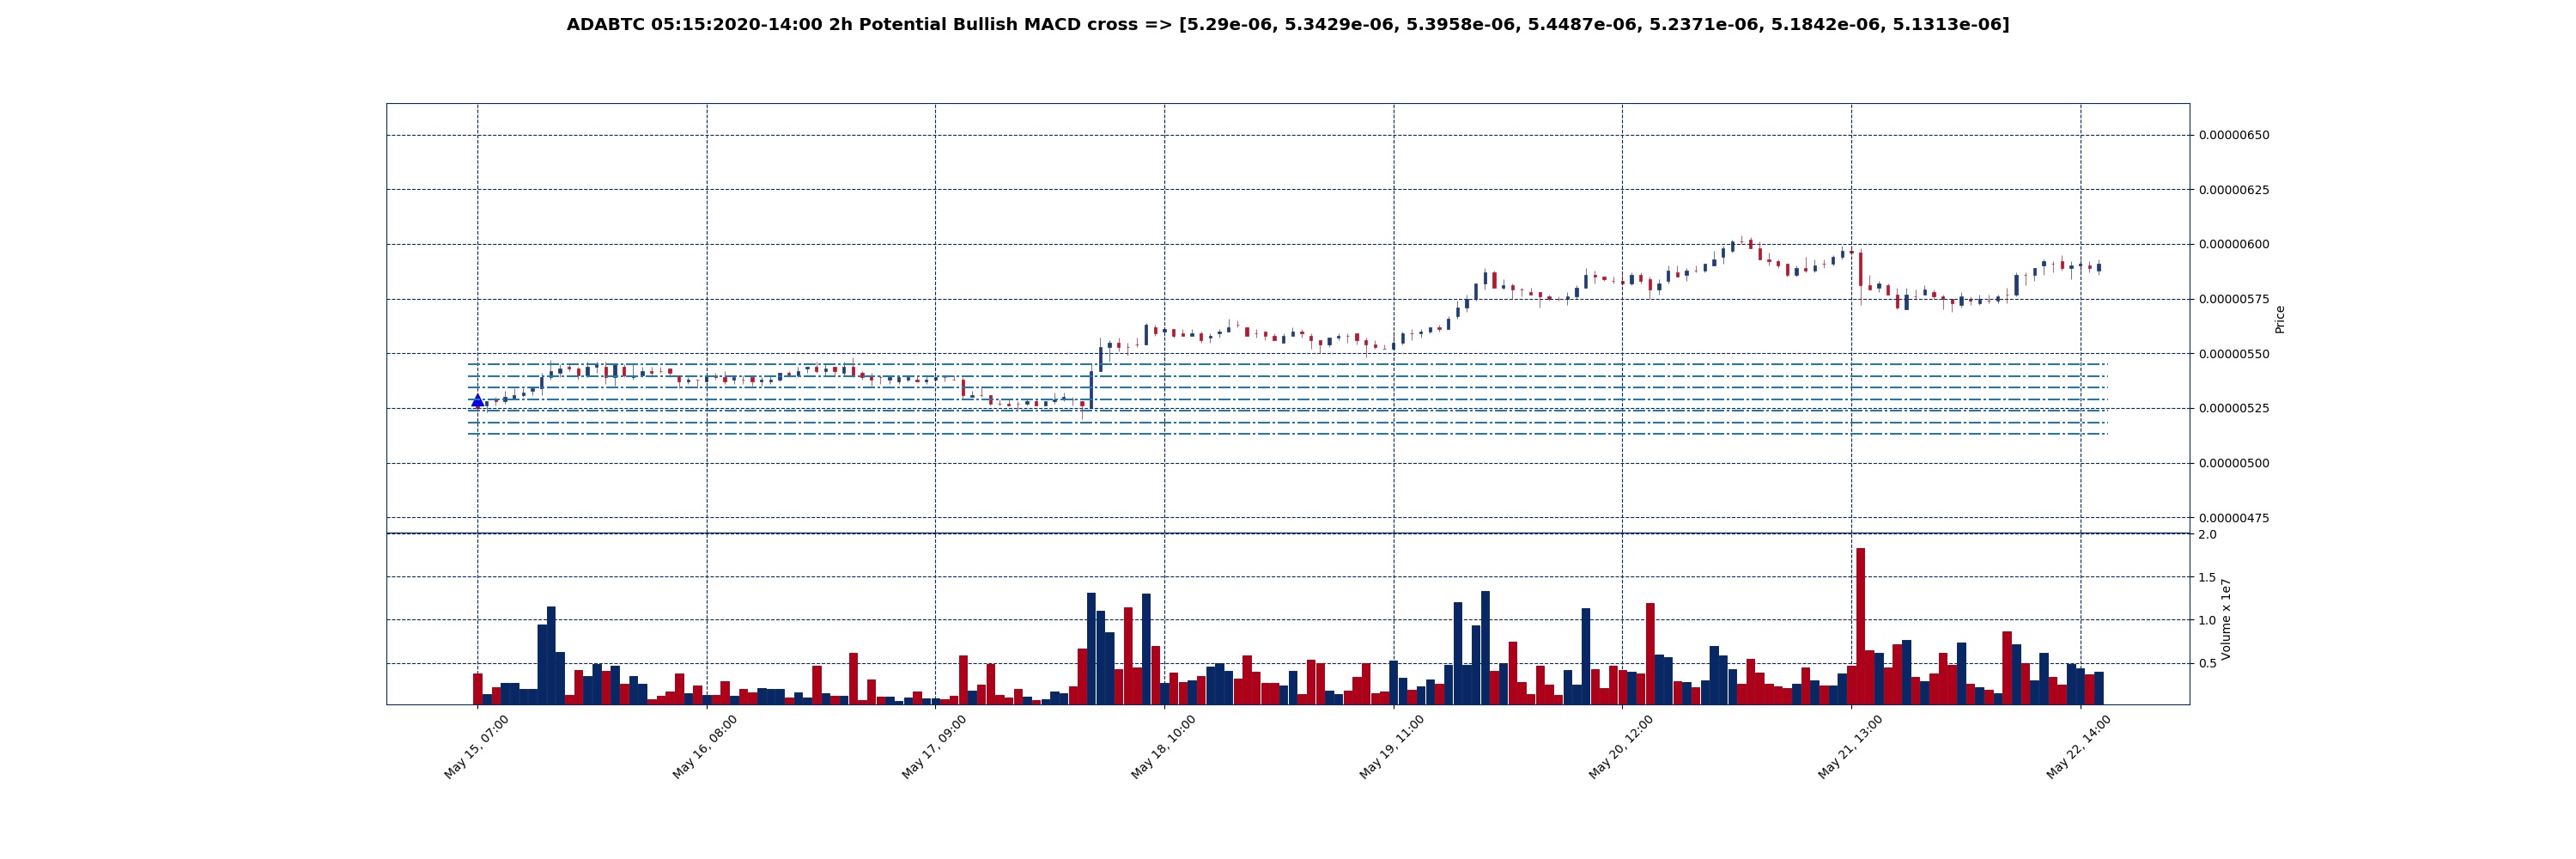 ADABTC 05:15:2020-14:00 2h Potential Bullish MACD cross => [5.29e-06, 5.3429e-06, 5.3958e-06, 5.4487e-06, 5.2371e-06, 5.1842e-06, 5.1313e-06]
0.00000650
0.00000625
0.00000600
0.00000575
0.00000550
0.00000525
0.00000500
0.00000475
Price
2.0
1.5
1.0
0.5
Volume x 1e7
May 15, 07:00
May 16, 08:00
May 17, 09:00
May 18, 10:00
May 19, 11:00
May 20, 12:00
May 21, 13:00
May 22, 14:00